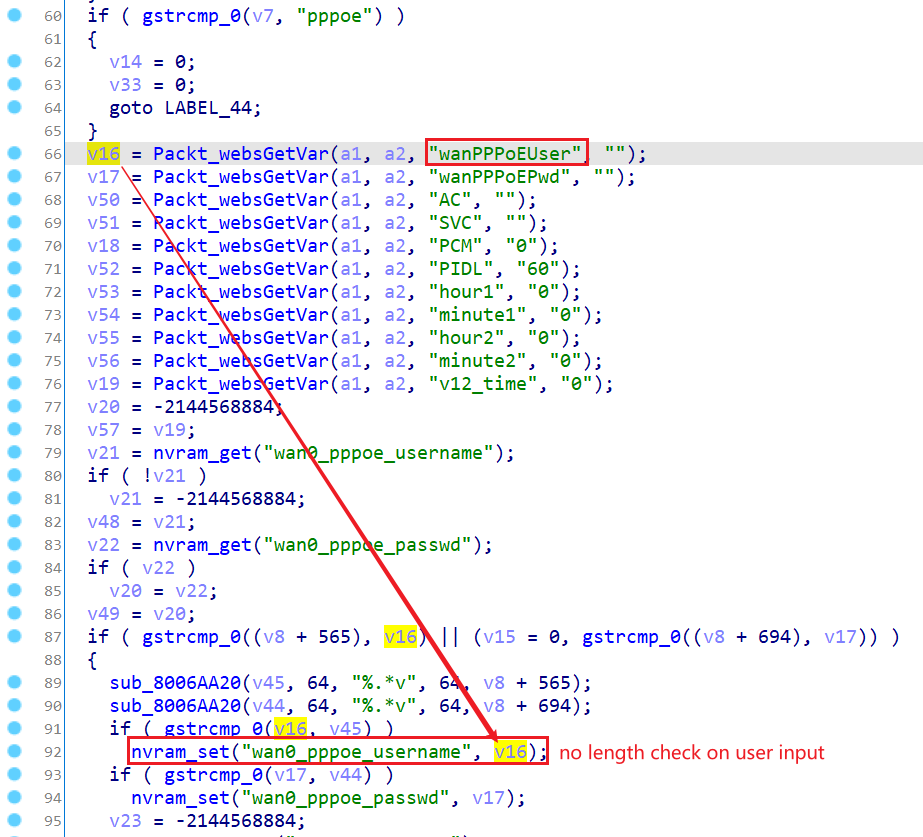 60 if ( gstrcmp_0(v7, "pppoe") )
61 {
62 v14 = 0;
63 v33 = 0;
64 goto LABEL_44;
65 }
66 v16 = Packt_websGetVar(a1, a2, "wanPPPoEUser", "");
67 v17 = Packt_websGetVar(a1, a2, "wanPPPoEPwd", "");
68 v50 = Packt_websGetVar(a1, a2, "AC", "");
69 v51 = Packt_websGetVar(a1, a2, "SVC", "");
70 v18 = Packt_websGetVar(a1, a2, "PCM", "0");
71 v52 = Packt_websGetVar(a1, a2, "PIDL", "60");
72 v53 = Packt_websGetVar(a1, a2, "hour1", "0");
73 v54 = Packt_websGetVar(a1, a2, "minute1", "0");
74 v55 = Packt_websGetVar(a1, a2, "hour2", "0");
75 v56 = Packt_websGetVar(a1, a2, "minute2", "0");
76 v19 = Packt_websGetVar(a1, a2, "v12_time", "0");
77 v20 = -2144568884;
78 v57 = v19;
79 v21 = nvram_get("wan0_pppoe_username");
80 if ( !v21 )
81 v21 = -2144568884;
82 v48 = v21;
83 v22 = nvram_get("wan0_pppoe_passwd");
84 if ( v22 )
85 v20 = v22;
86 v49 = v20;
87 if ( gstrcmp_0((v8 + 565), v16) || (v15 = 0, gstrcmp_0((v8 + 694), v17)) )
88 {
89 sub_8006AA20(v45, 64, "%.*v", 64, v8 + 565);
90 sub_8006AA20(v44, 64, "%.*v", 64, v8 + 694);
91 if ( gstrcmp_0(v16, v45) )
92 nvram_set("wan0_pppoe_username", v16); no length check on user input
93 if ( gstrcmp_0(v17, v44) )
94 nvram_set("wan0_pppoe_passwd", v17);
95 v23 = -2144568884;